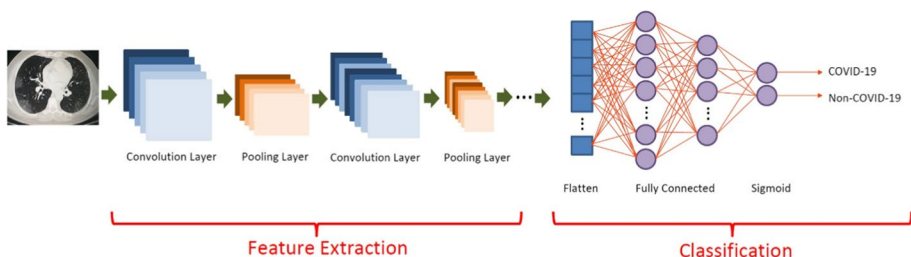 COVID-19
Non-COVID-19
Convolution Layer
Pooling Layer
Convolution Layer
Pooling Layer
Flatten
Fully Connected
Sigmoid
Feature Extraction
Classification